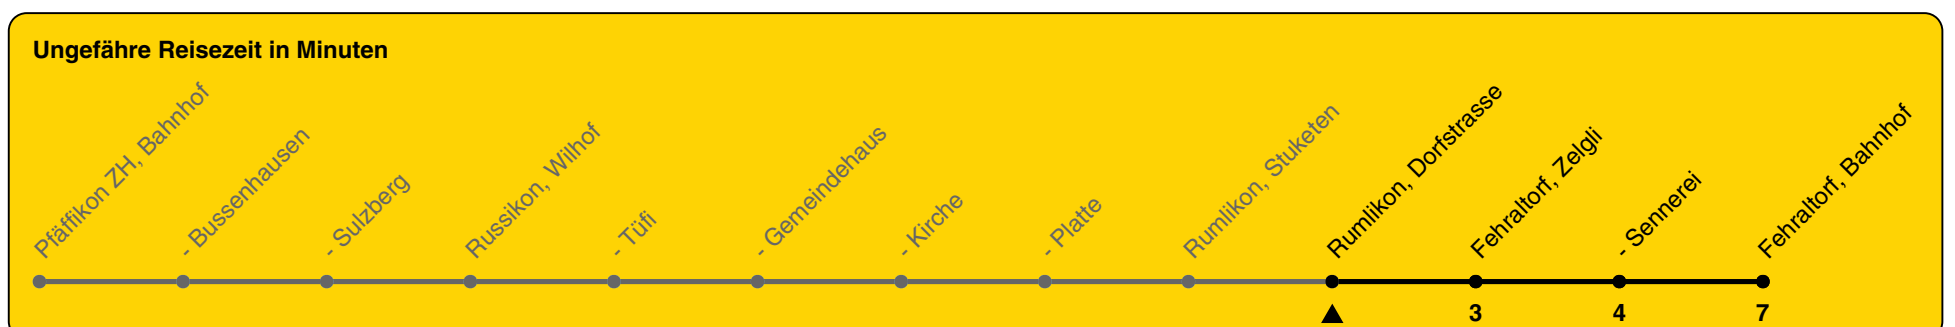 Ungefähre Reisezeit in Minuten
Pfäffikon ZH, Bahnhof
- Bussenhausen
- Sulzberg
Russikon, Wilhof
- Tüfi
- Gemeindehaus
- Kirche
- Platte
Rumlikon, Stuketen
Rumlikon, Dorfstrasse
Fehraltorf, Zelgli
- Sennerei
Fehraltorf, Bahnhof
3 4 7